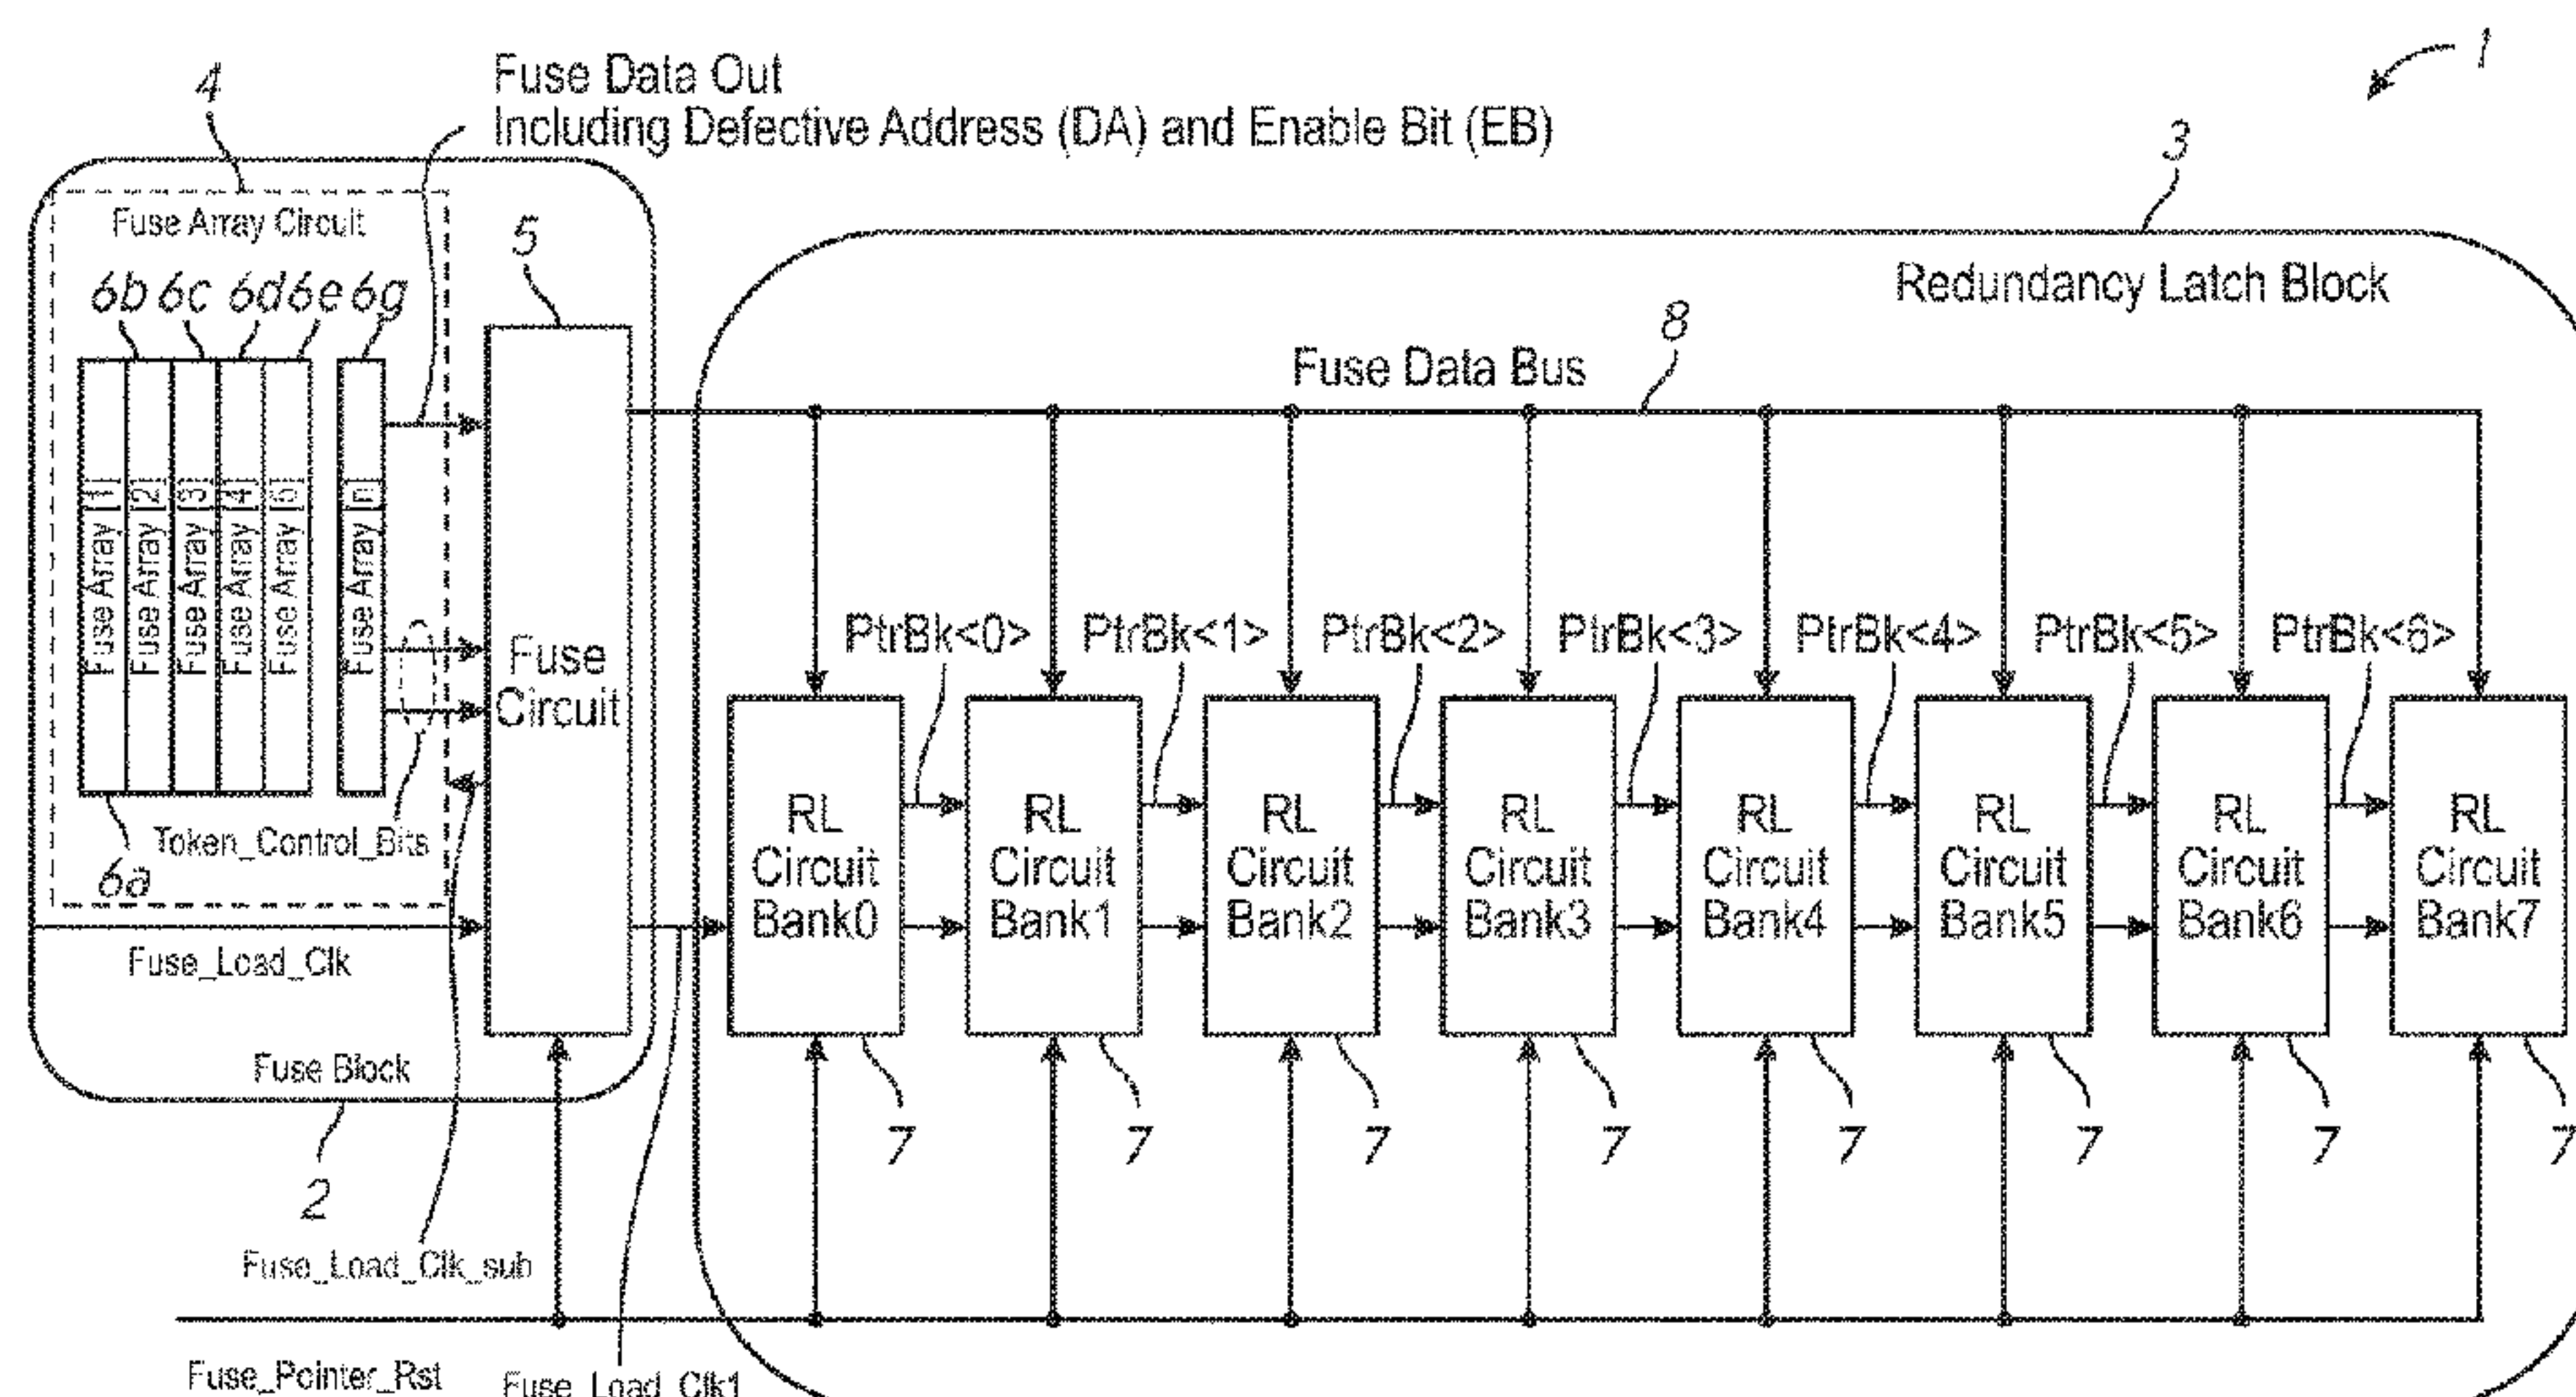 1
4
Fuse Data Out
Including Defective Address (DA) and Enable Bit (EB)
3
Fuse Array Circuit
5
Redundancy Latch Block
6b 6c 6d 6e 6g
8
Fuse Data Bus
Fuse Array [1]
Fuse Array [2]
Fuse Array [3]
Fuse Array [4]
Fuse Array [5]
Fuse Array [n]
Fuse
Circuit
PtrBk<0>
PtrBk<1>
PtrBk<2>
PtrBk<3>
PtrBk<4>
PtrBk<5>
PtrBk<6>
RL
Circuit
Bank0
RL
Circuit
Bank1
RL
Circuit
Bank2
RL
Circuit
Bank3
RL
Circuit
Bank4
RL
Circuit
Bank5
RL
Circuit
Bank6
RL
Circuit
Bank7
Token_Control_Bits
6a
Fuse_Load_Clk
Fuse Block
7 7 7 7 7 7 7 7
2
Fuse_Load_Clk_sub
Fuse_Pointer_Rst
Fuse_Load_Clk1